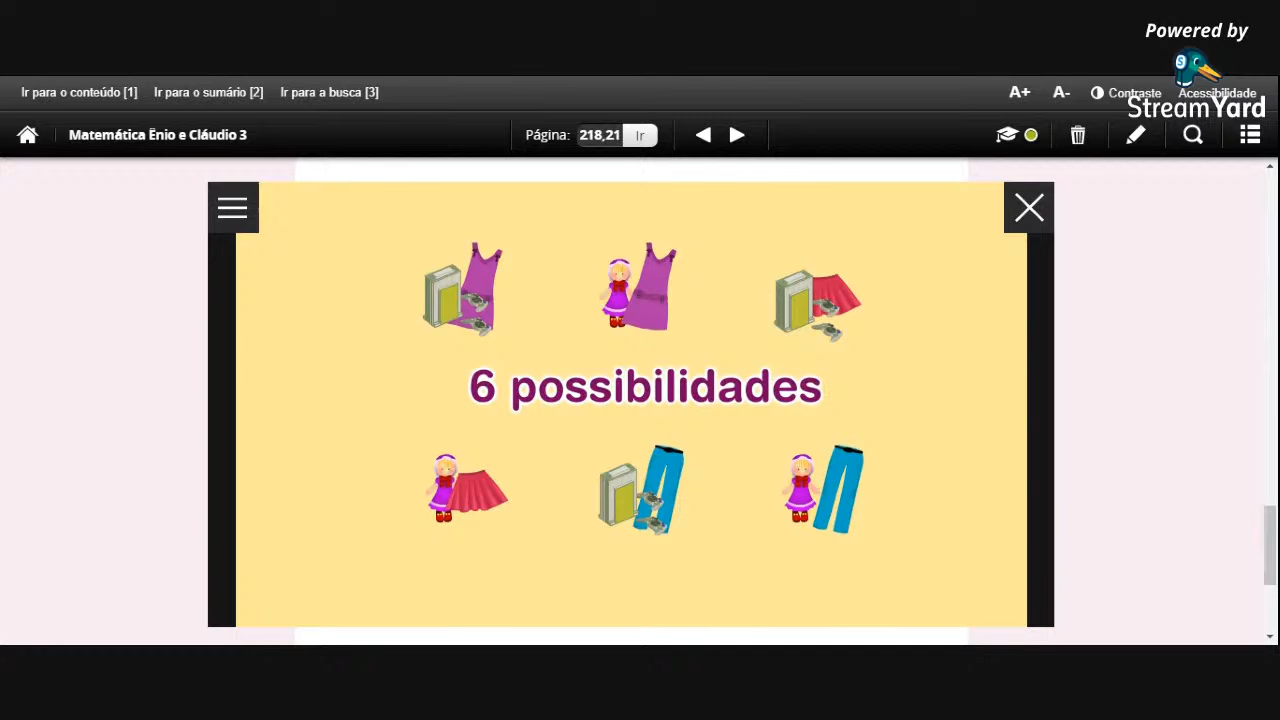 Powered by
StreamYard
Ir para o conteúdo [1] Ir para o sumário [2] Ir para a busca [3] A+ A- Contraste Acessibilidade
Matemática Ênio e Cláudio 3 Página: 218,21 Ir
6 possibilidades